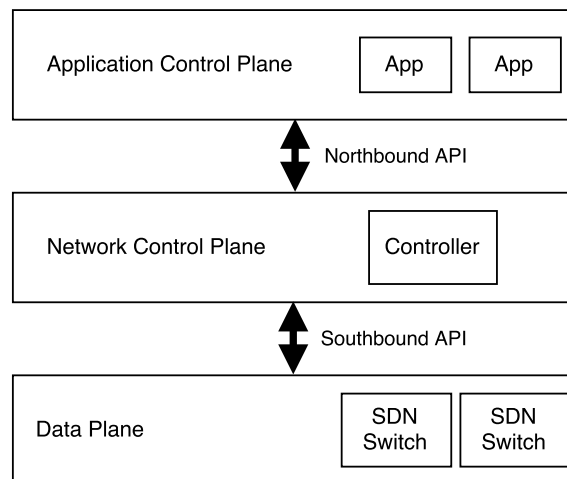 Application Control Plane
App
App
Northbound API
Network Control Plane
Controller
Southbound API
Data Plane
SDN
Switch
SDN
Switch